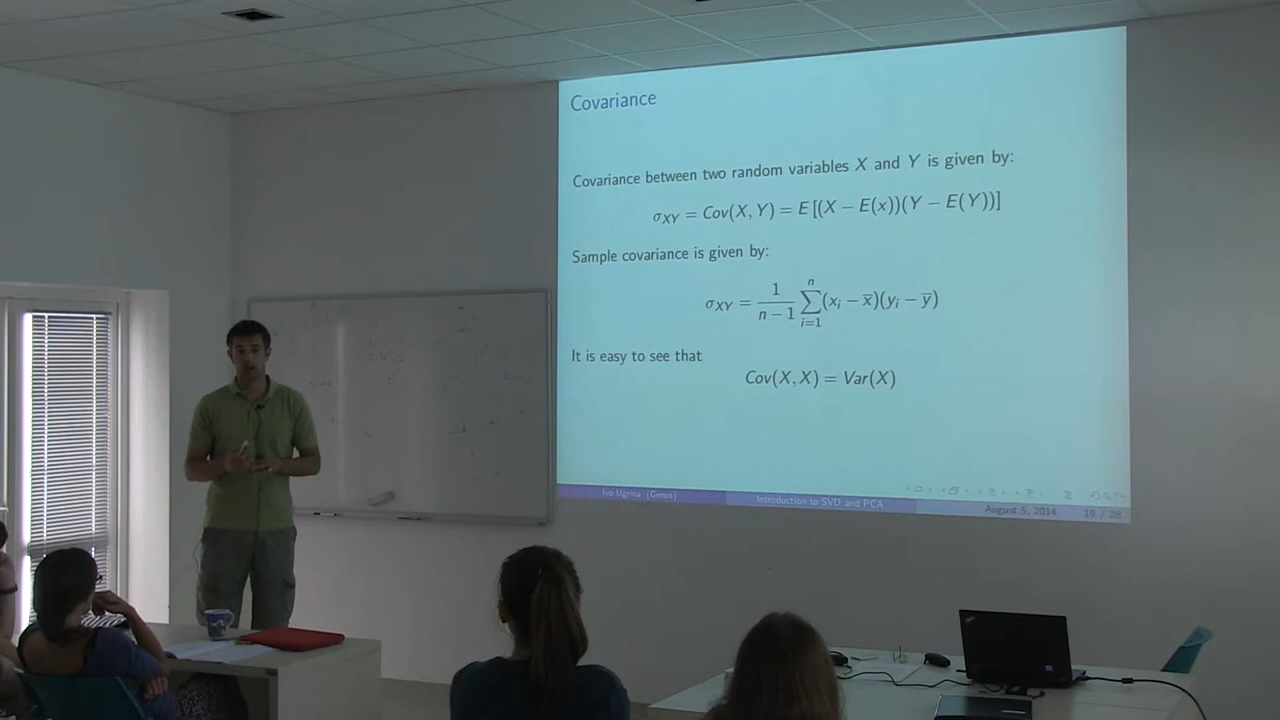 Covariance
Covariance between two random variables X and Y is given by:
σ_XY = Cov(X, Y) = E [(X − E(x))(Y − E(Y))]
Sample covariance is given by:
σ_XY = 1/(n − 1) ∑_{i=1}^{n} (x_i − x̅)(y_i − y̅)
It is easy to see that
Cov(X, X) = Var(X)
Ivo Ugrina (Genos) Introduction to SVD and PCA August 5, 2014 19 / 26